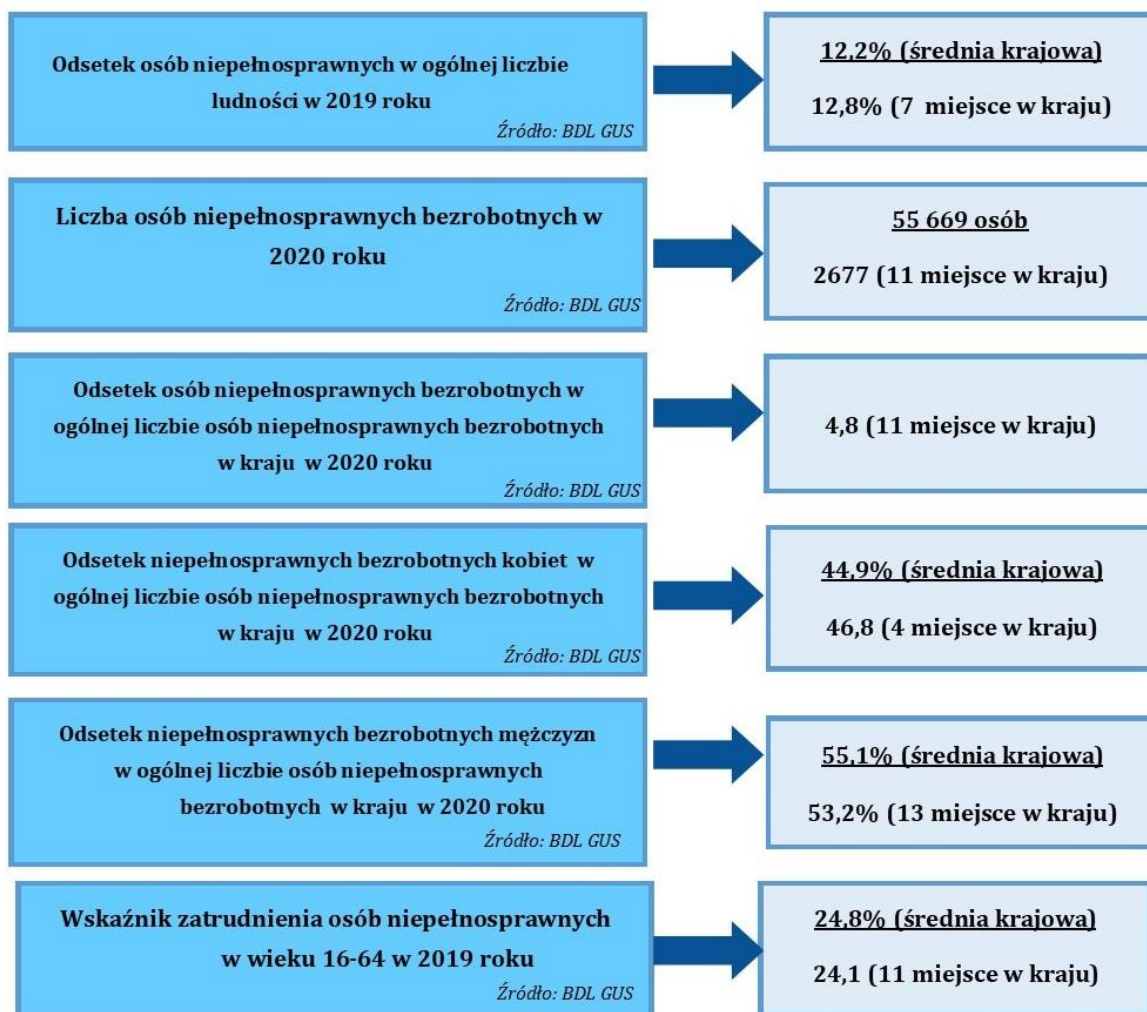 Odsetek osób niepełnosprawnych w ogólnej liczbie
ludności w 2019 roku
Źródło: BDL GUS
12,2% (średnia krajowa)
12,8% (7 miejsce w kraju)
Liczba osób niepełnosprawnych bezrobotnych w
2020 roku
Źródło: BDL GUS
55 669 osób
2677 (11 miejsce w kraju)
Odsetek osób niepełnosprawnych bezrobotnych w
ogólnej liczbie osób niepełnosprawnych bezrobotnych
w kraju w 2020 roku
Źródło: BDL GUS
4,8 (11 miejsce w kraju)
Odsetek niepełnosprawnych bezrobotnych kobiet w
ogólnej liczbie osób niepełnosprawnych bezrobotnych
w kraju w 2020 roku
Źródło: BDL GUS
44,9% (średnia krajowa)
46,8 (4 miejsce w kraju)
Odsetek niepełnosprawnych bezrobotnych mężczyzn
w ogólnej liczbie osób niepełnosprawnych
bezrobotnych w kraju w 2020 roku
Źródło: BDL GUS
55,1% (średnia krajowa)
53,2% (13 miejsce w kraju)
Wskaźnik zatrudnienia osób niepełnosprawnych
w wieku 16-64 w 2019 roku
Źródło: BDL GUS
24,8% (średnia krajowa)
24,1 (11 miejsce w kraju)